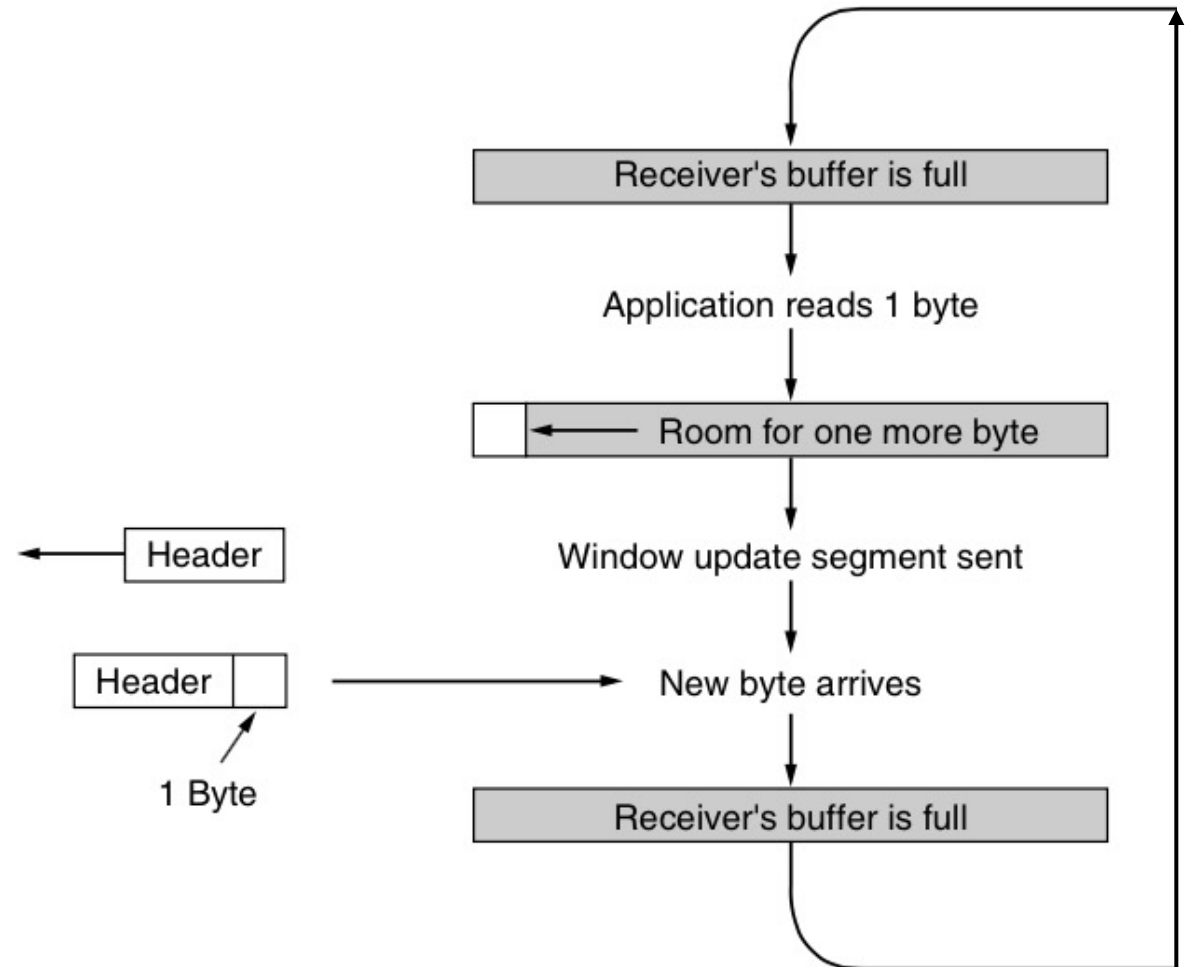 Receiver's buffer is full
Application reads 1 byte
Room for one more byte
Header
Window update segment sent
Header
New byte arrives
1 Byte
Receiver's buffer is full